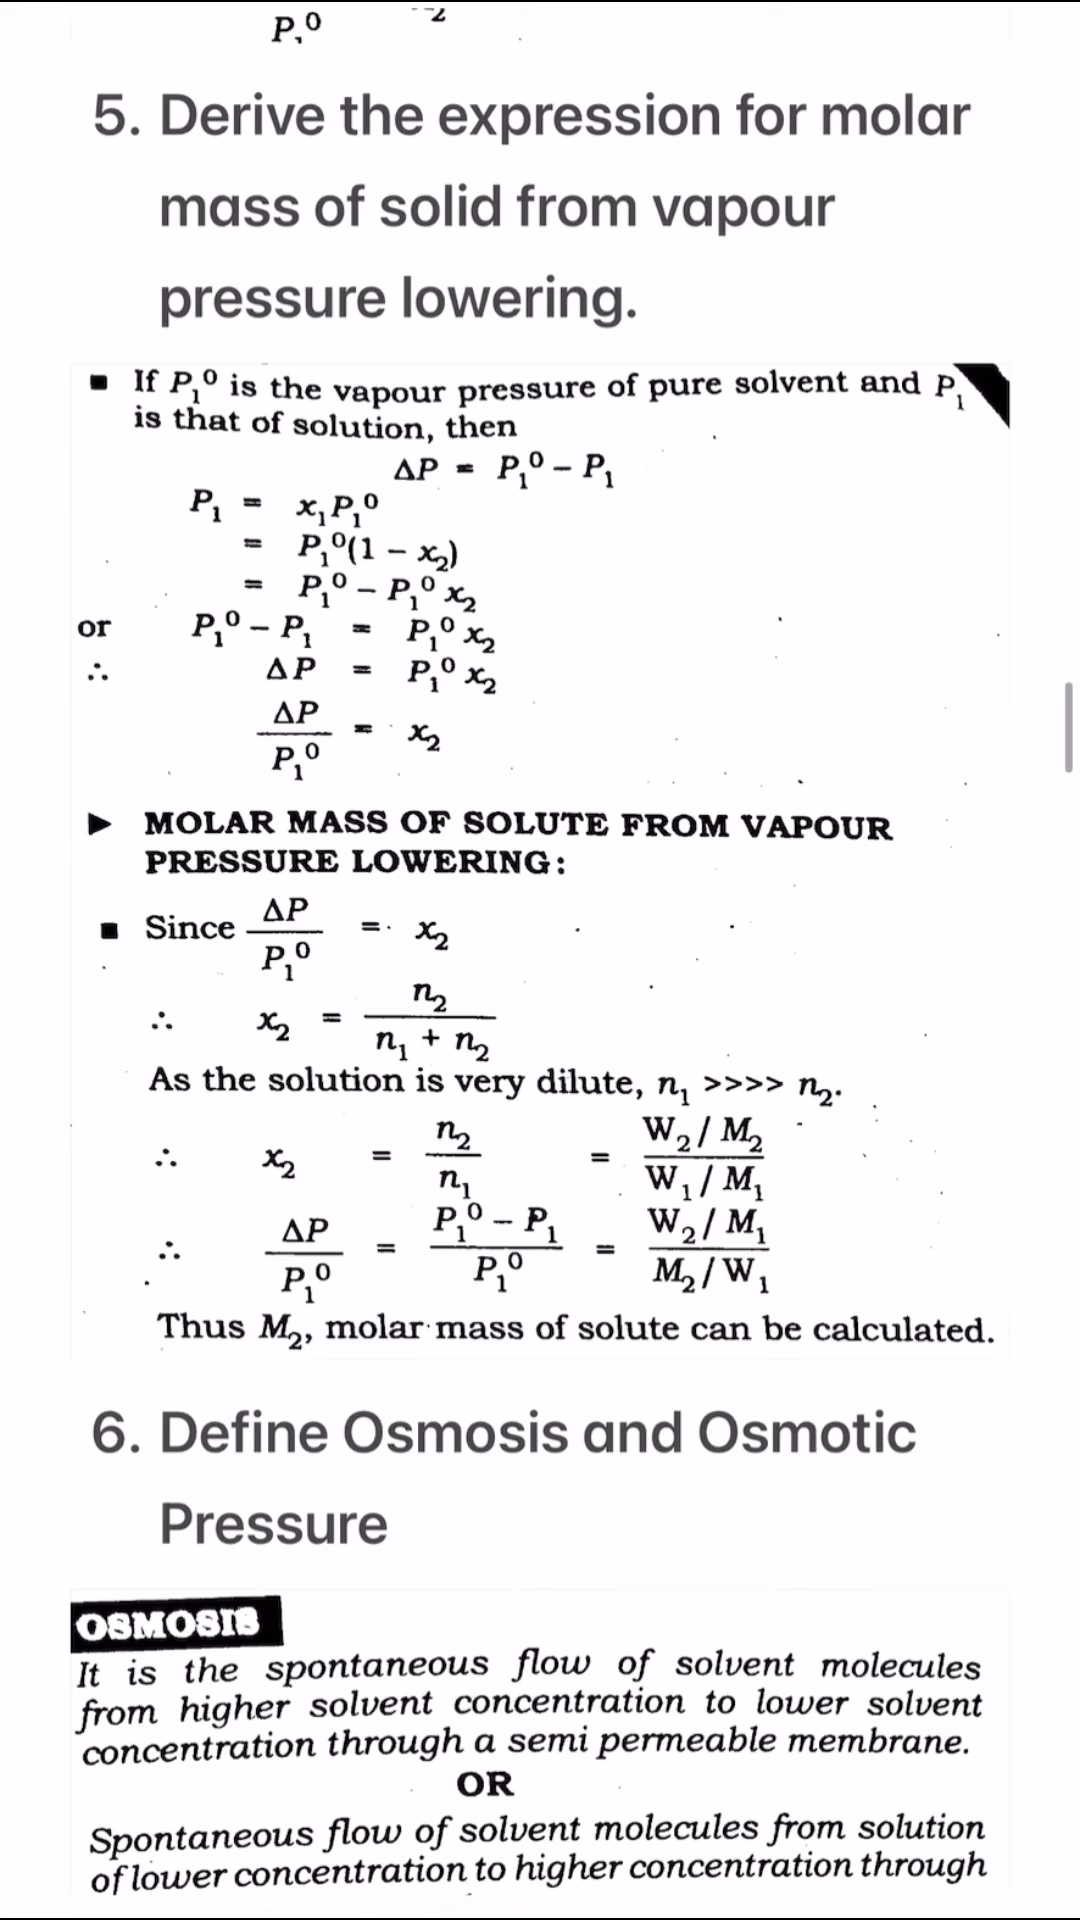 P₁⁰
5. Derive the expression for molar
mass of solid from vapour
pressure lowering.
▪ If P₁⁰ is the vapour pressure of pure solvent and P₁
is that of solution, then
ΔP = P₁⁰ – P₁
P₁ = x₁P₁⁰
= P₁⁰(1 – x₂)
= P₁⁰ – P₁⁰ x₂
or P₁⁰ – P₁ = P₁⁰ x₂
∴ ΔP = P₁⁰ x₂
ΔP / P₁⁰ = x₂
▶ MOLAR MASS OF SOLUTE FROM VAPOUR
PRESSURE LOWERING:
▪ Since ΔP / P₁⁰ = x₂
∴ x₂ = n₂ / n₁ + n₂
As the solution is very dilute, n₁ >>>> n₂.
∴ x₂ = n₂ / n₁ = W₂/M₂ / W₁/M₁
∴ ΔP / P₁⁰ = P₁⁰ – P₁ / P₁⁰ = W₂/M₁ / M₂/W₁
Thus M₂, molar mass of solute can be calculated.
6. Define Osmosis and Osmotic
Pressure
OSMOSIS
It is the spontaneous flow of solvent molecules
from higher solvent concentration to lower solvent
concentration through a semi permeable membrane.
OR
Spontaneous flow of solvent molecules from solution
of lower concentration to higher concentration through